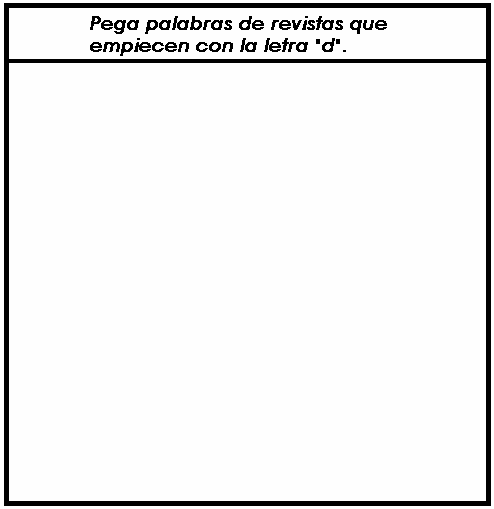 Pega palabras de revistas que
empiecen con la letra "d".